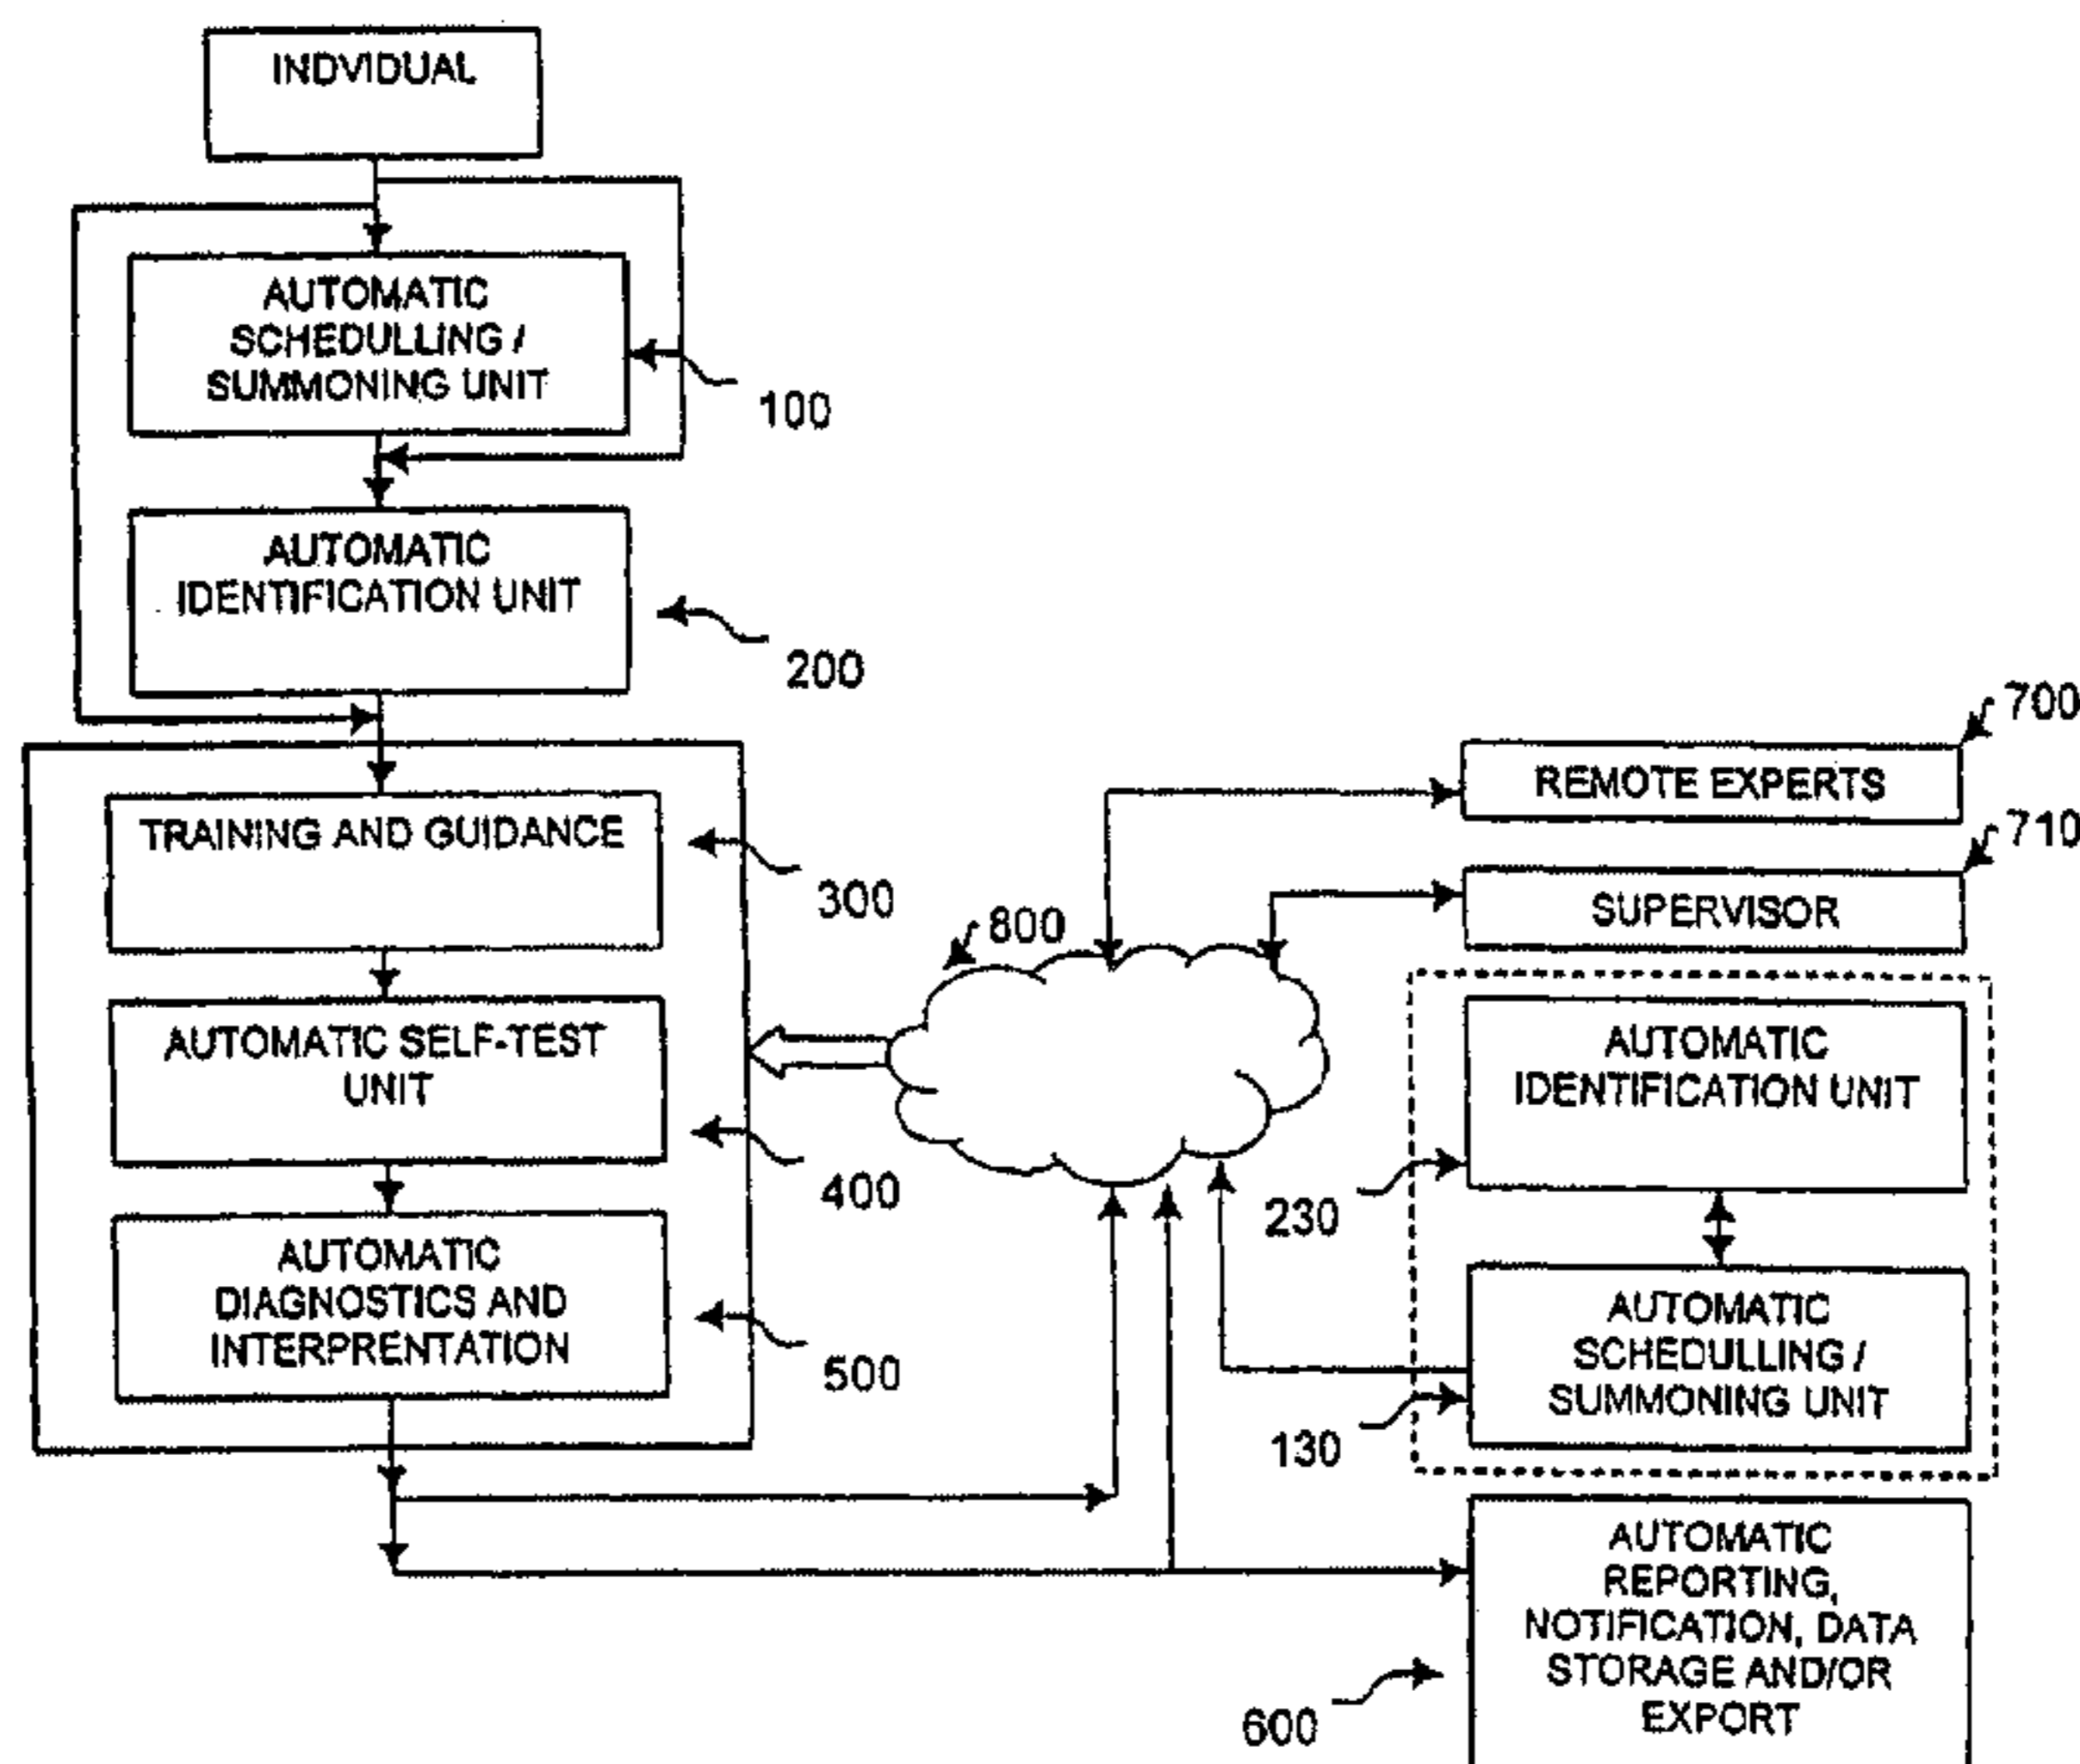 INDVIDUAL
AUTOMATIC
SCHEDULLING /
SUMMONING UNIT
100
AUTOMATIC
IDENTIFICATION UNIT
200
TRAINING AND GUIDANCE
300
AUTOMATIC SELF-TEST
UNIT
400
AUTOMATIC
DIAGNOSTICS AND
INTERPRENTATION
500
800
700
REMOTE EXPERTS
710
SUPERVISOR
AUTOMATIC
IDENTIFICATION UNIT
230
AUTOMATIC
SCHEDULLING /
SUMMONING UNIT
130
AUTOMATIC
REPORTING,
NOTIFICATION, DATA
STORAGE AND/OR
EXPORT
600